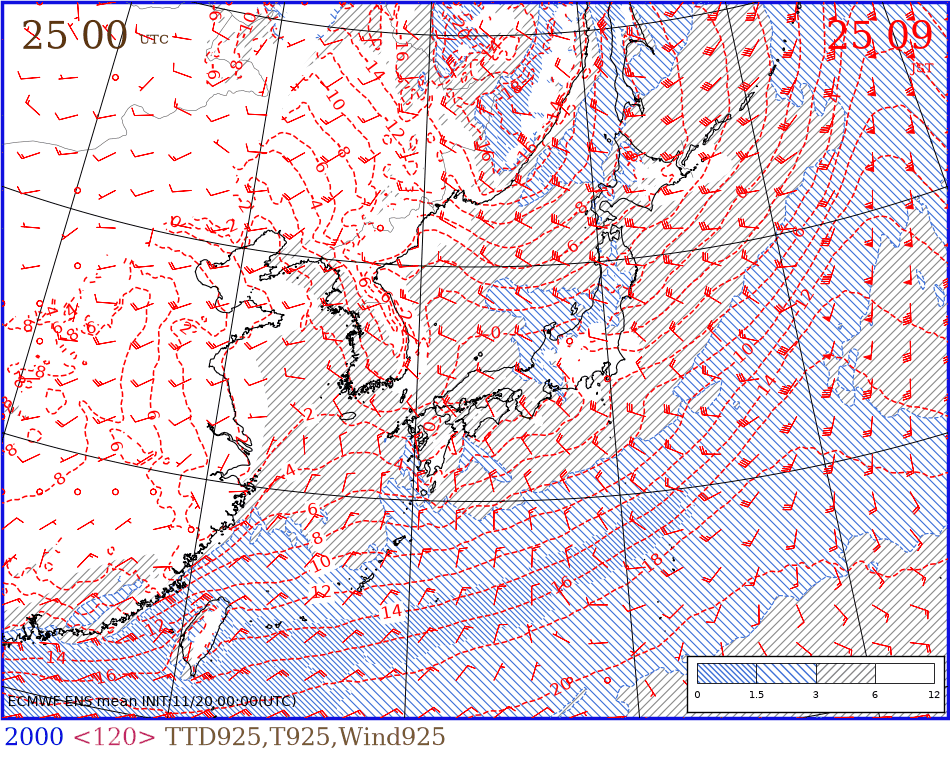 25 00 UTC
25 09
JST
0 1.5 3 6 12
ECMWF ENS mean INIT:11/20 00:00(UTC)
2000 <120> TTD925,T925,Wind925